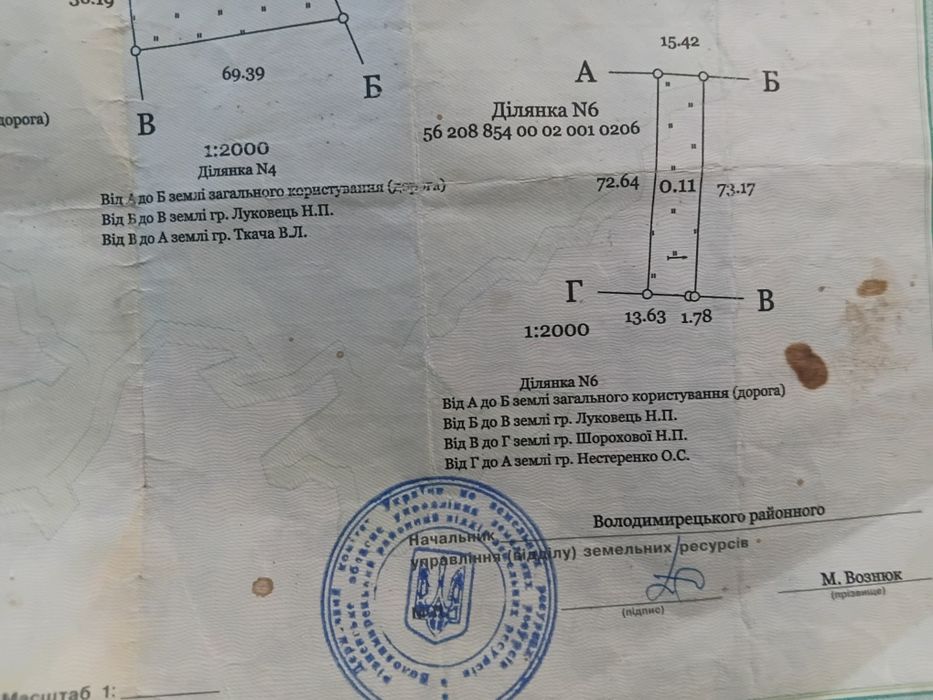 69.39
Б
В
дорога)
1:2000
Ділянка N4
Від А до Б землі загального користування (дорога)
Від Б до В землі гр. Луковець Н.П.
Від В до А землі гр. Ткача В.Л.
15.42
А
Б
Ділянка N6
56 208 854 00 02 001 0206
72.64
0.11
73.17
Г
В
13.63
1.78
1:2000
Ділянка N6
Від А до Б землі загального користування (дорога)
Від Б до В землі гр. Луковець Н.П.
Від В до Г землі гр. Шорохової Н.П.
Від Г до А землі гр. Нестеренко О.С.
Володимирецького районного
Начальник
управління (відділу) земельних ресурсів
М. Вознюк
(підпис)
(прізвище)
Масштаб 1: